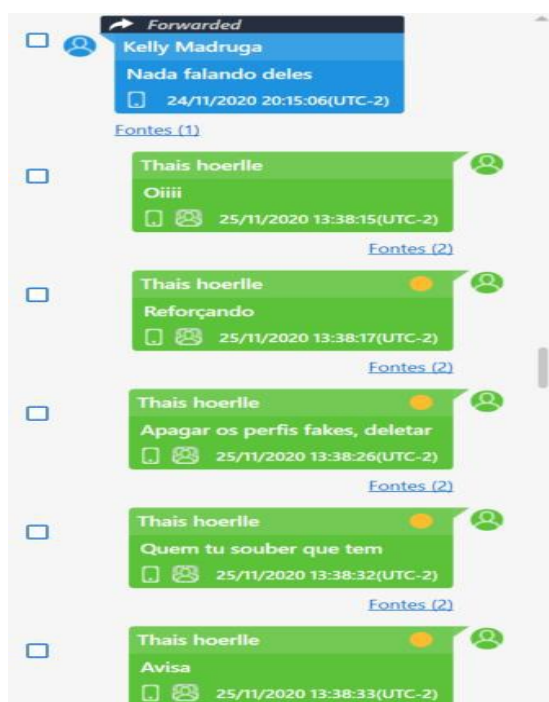 Forwarded
Kelly Madruga
Nada falando deles
24/11/2020 20:15:06(UTC-2)
Fontes (1)
Thais hoerlle
Oiiii
25/11/2020 13:38:15(UTC-2)
Fontes (2)
Thais hoerlle
Reforçando
25/11/2020 13:38:17(UTC-2)
Fontes (2)
Thais hoerlle
Apagar os perfis fakes, deletar
25/11/2020 13:38:26(UTC-2)
Fontes (2)
Thais hoerlle
Quem tu souber que tem
25/11/2020 13:38:32(UTC-2)
Fontes (2)
Thais hoerlle
Avisa
25/11/2020 13:38:33(UTC-2)